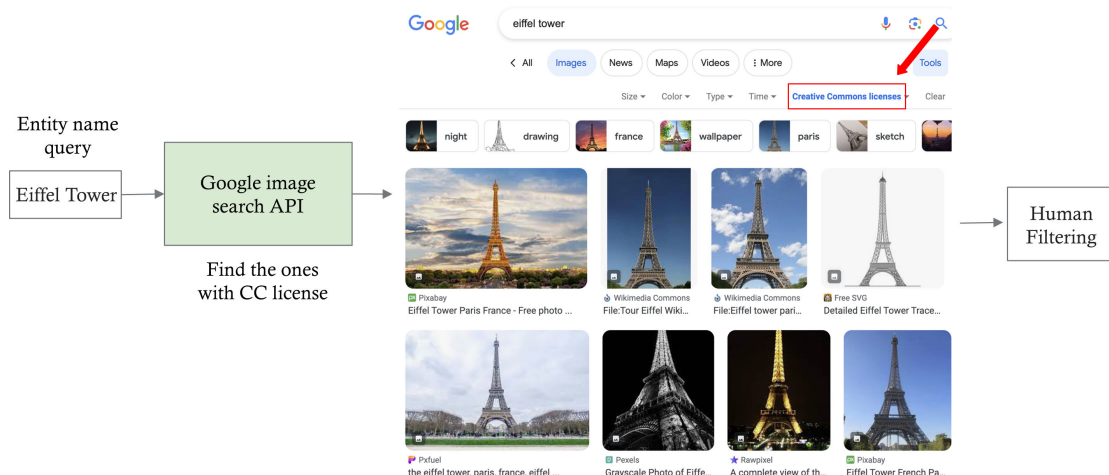 Entity name
query
Eiffel Tower
Google image
search API
Find the ones
with CC license
Google
eiffel tower
All Images News Maps Videos More Tools
Size Color Type Time Creative Commons licenses Clear
night drawing france wallpaper paris sketch
Pixabay
Eiffel Tower Paris France - Free photo ...
Wikimedia Commons
File:Tour Eiffel Wiki...
Wikimedia Commons
File:Eiffel tower pari...
Free SVG
Detailed Eiffel Tower Trace...
Pxfuel
the eiffel tower, paris, france, eiffel ...
Pexels
Grayscale Photo of Eiffe...
Rawpixel
A complete view of th...
Pixabay
Eiffel Tower French Pa...
Human
Filtering